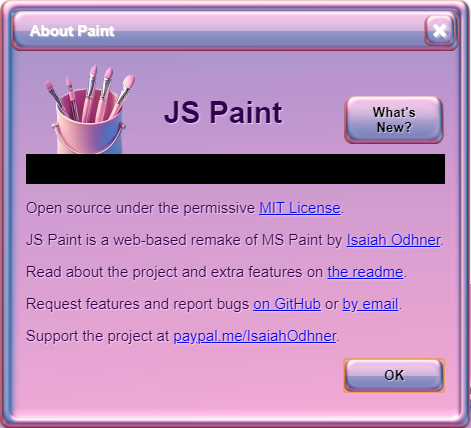 About Paint
JS Paint
What's
New?
Open source under the permissive MIT License.
JS Paint is a web-based remake of MS Paint by Isaiah Odhner.
Read about the project and extra features on the readme.
Request features and report bugs on GitHub or by email.
Support the project at paypal.me/IsaiahOdhner.
OK